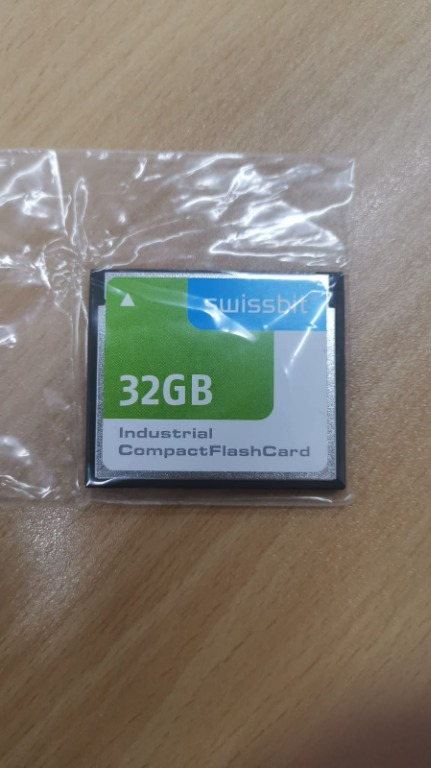 swissbit
32GB
Industrial
CompactFlashCard